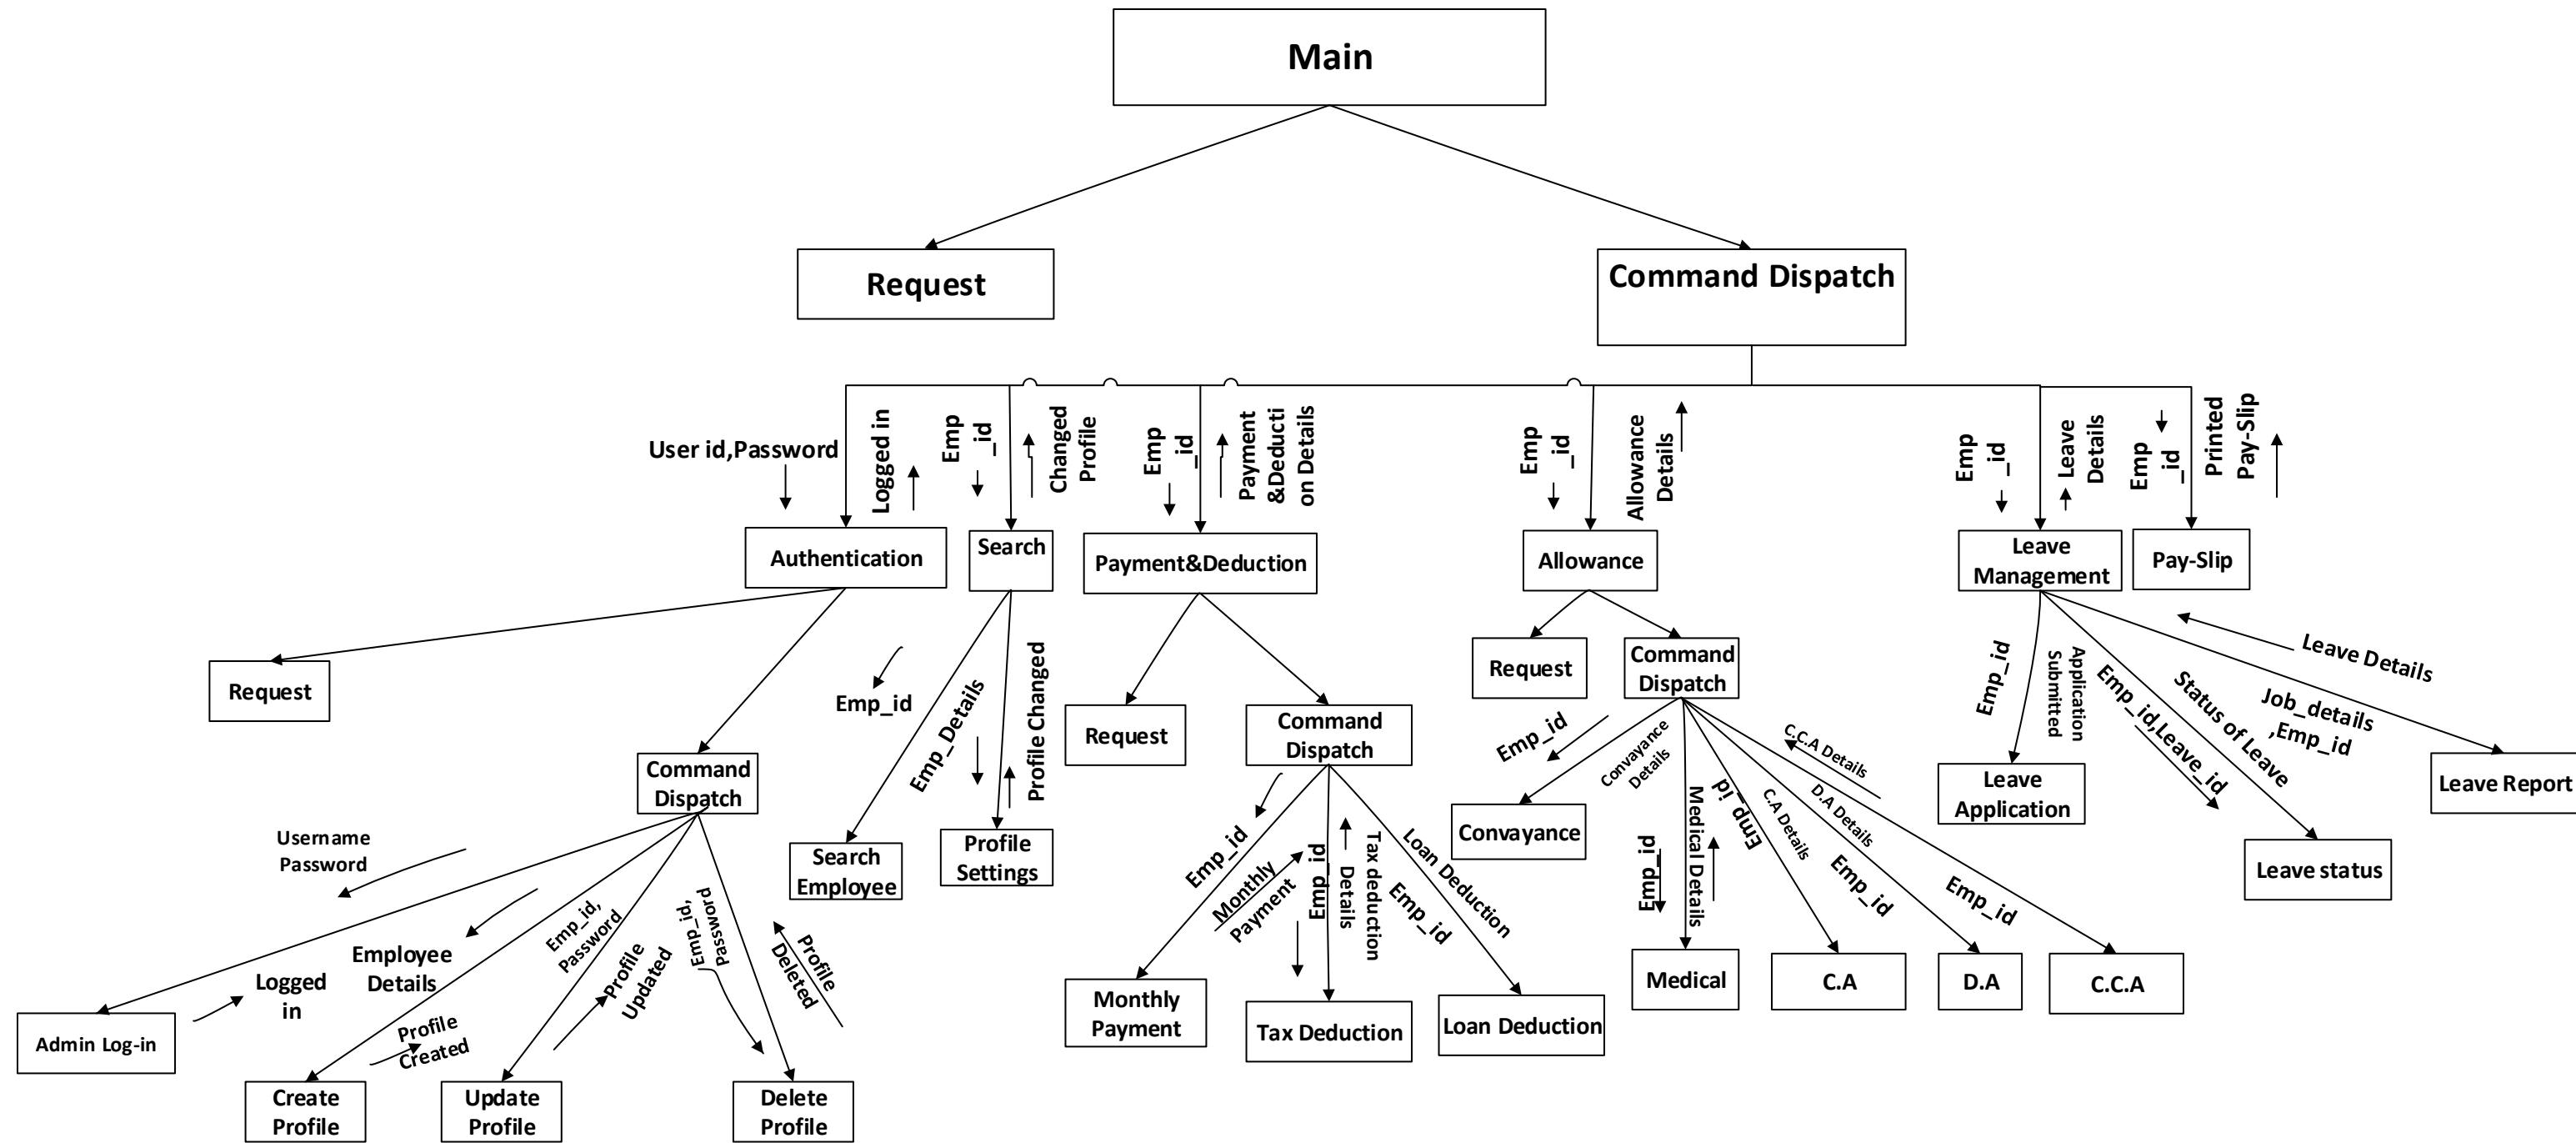 Main
Request
Command Dispatch
User id,Password
Logged in
Emp
_id
Changed
Profile
Emp
_id
Payment
&Deducti
on Details
Emp
_id
Allowance
Details
Emp
_id
Leave
Details
Emp
_id
Printed
Pay-Slip
Authentication
Search
Payment&Deduction
Allowance
Leave
Management
Pay-Slip
Request
Command
Dispatch
Emp_id
Emp_Details
Profile Changed
Request
Command
Dispatch
Request
Command
Dispatch
Emp_id
Application
Submitted
Emp_id,Leave_id
Status of Leave
Job_details
,Emp_id
Leave Details
Username
Password
Logged
in
Employee
Details
Profile
Created
Emp_id,
Password
Profile
Updated
Emp_id,
Password
Profile
Deleted
Search
Employee
Profile
Settings
Emp_id
Monthly
Payment
Emp_id
Tax deduction
Details
Emp_id
Loan Deduction
Emp_id
Convayance
Details
Emp_id
Medical Details
Emp_id
C.A Details
D.A Details
Emp_id
C.C.A Details
Emp_id
Convayance
Leave
Application
Leave status
Leave Report
Admin Log-in
Create
Profile
Update
Profile
Delete
Profile
Monthly
Payment
Tax Deduction
Loan Deduction
Medical
C.A
D.A
C.C.A